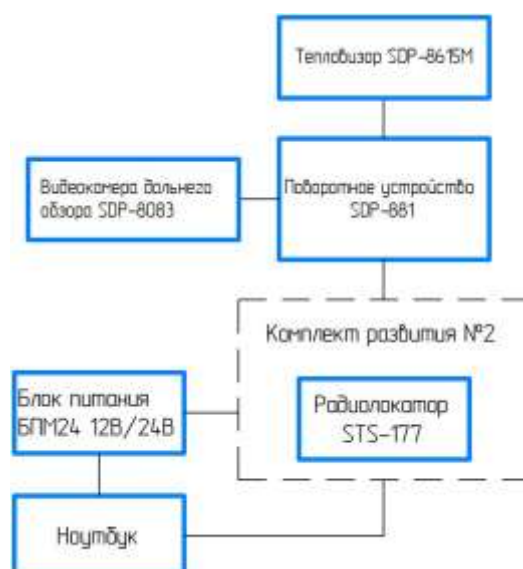 Тепловизор SDP-8615M
Видеокамера дальнего
обзора SDP-8083
Поворотное устройство
SDP-881
Комплект развития №2
Блок питания
БПМ24 12В/24В
Радиолокатор
STS-177
Ноутбук